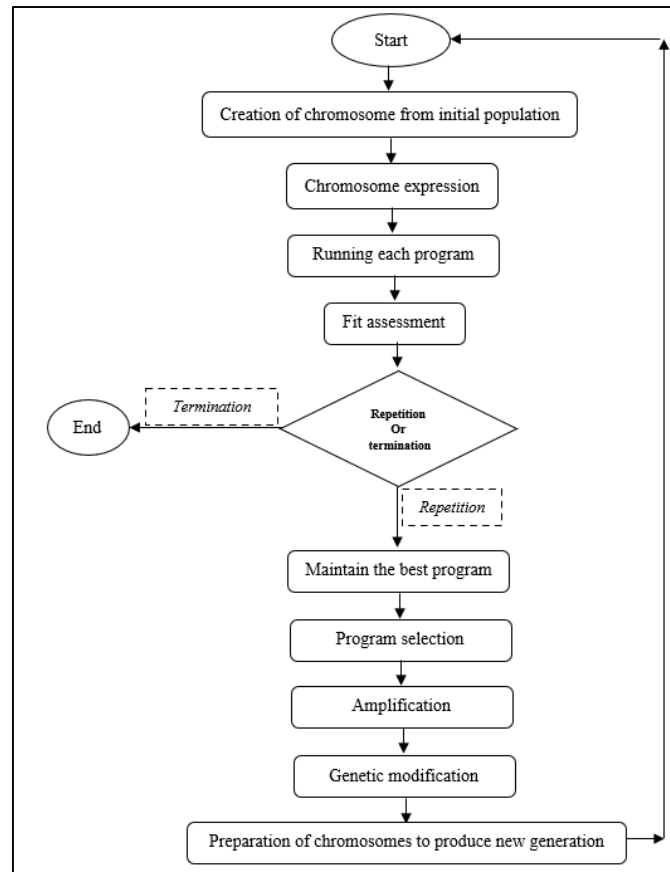 Start
Creation of chromosome from initial population
Chromosome expression
Running each program
Fit assessment
Termination
End
Repetition
Or
termination
Repetition
Maintain the best program
Program selection
Amplification
Genetic modification
Preparation of chromosomes to produce new generation